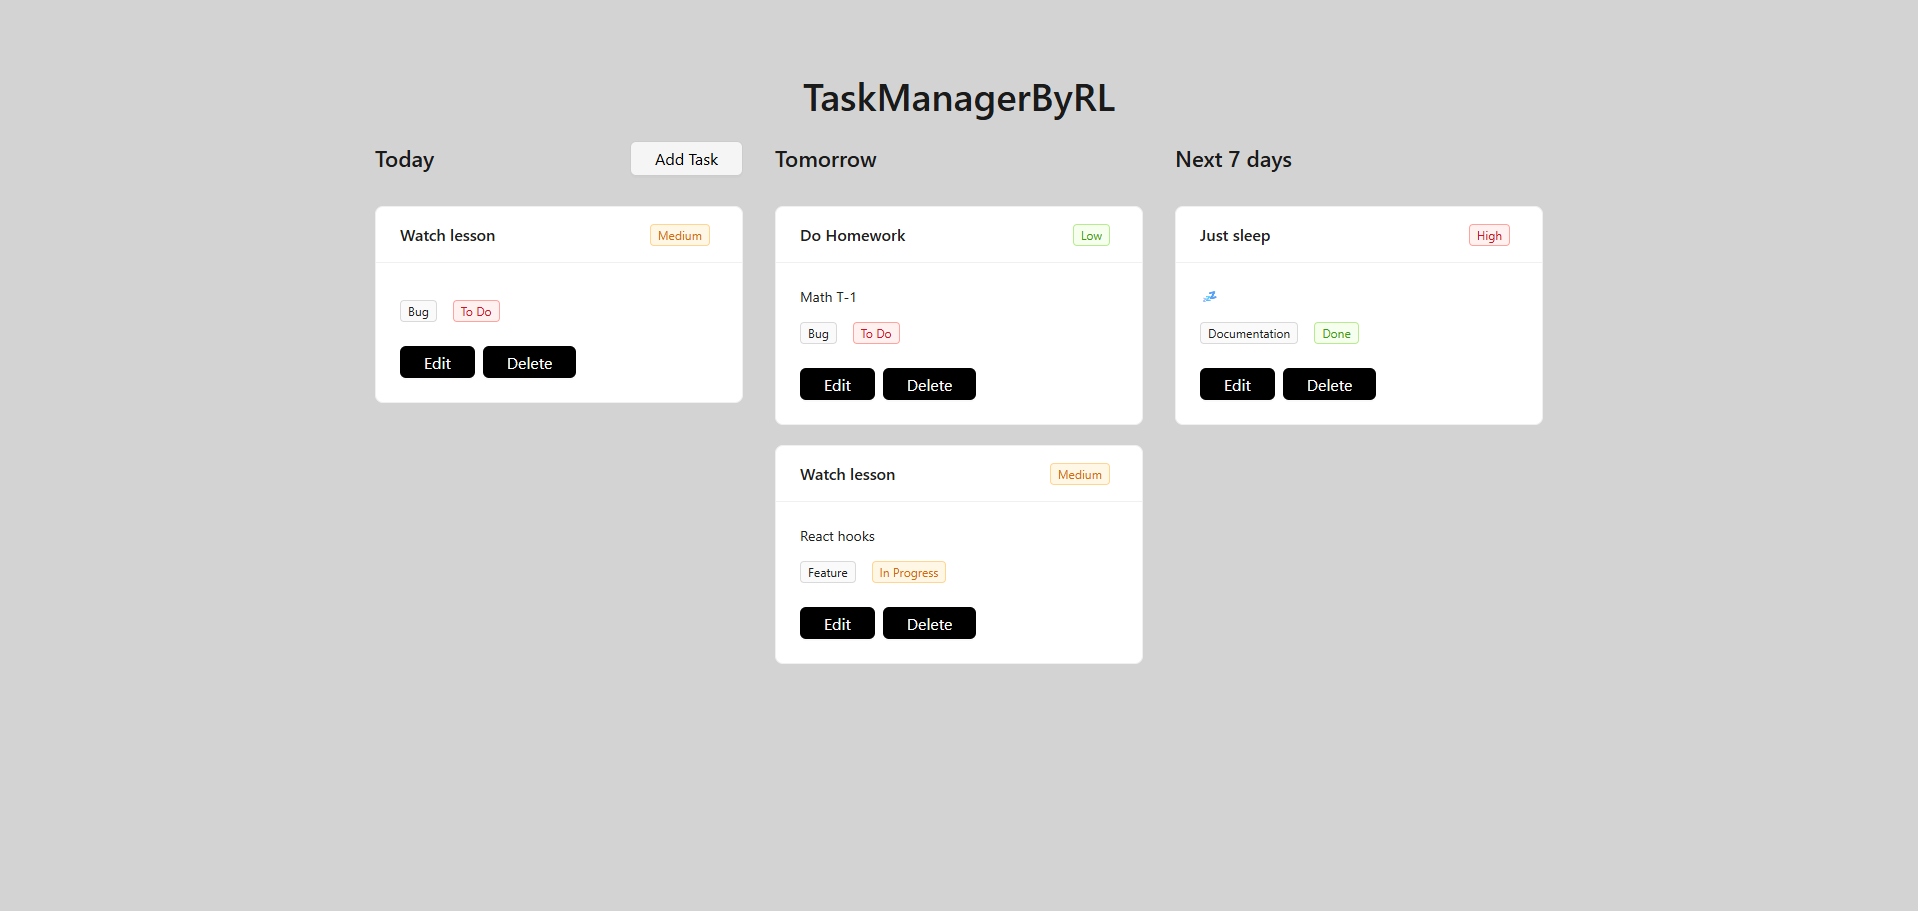 TaskManagerByRL
Today
Add Task
Watch lesson
Medium
Bug
To Do
Edit
Delete
Tomorrow
Do Homework
Low
Math T-1
Bug
To Do
Edit
Delete
Watch lesson
Medium
React hooks
Feature
In Progress
Edit
Delete
Next 7 days
Just sleep
High
💤
Documentation
Done
Edit
Delete